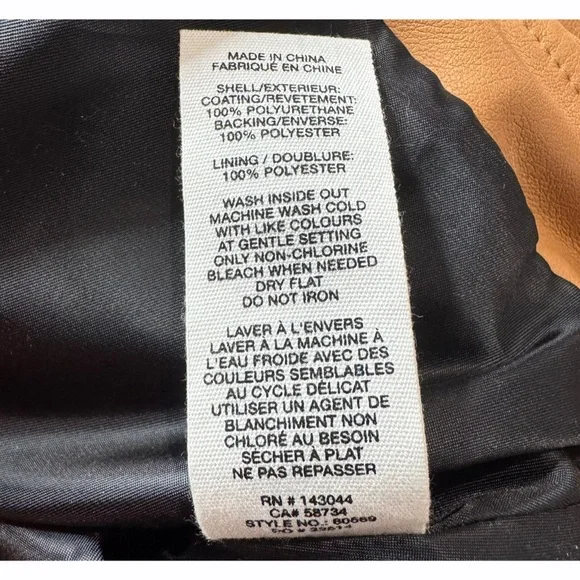 MADE IN CHINA
FABRIQUÉ EN CHINE
SHELL/EXTERIEUR:
COATING/REVETEMENT:
100% POLYURETHANE
BACKING/ENVERSE:
100% POLYESTER
LINING / DOUBLURE:
100% POLYESTER
WASH INSIDE OUT
MACHINE WASH COLD
WITH LIKE COLOURS
AT GENTLE SETTING
ONLY NON-CHLORINE
BLEACH WHEN NEEDED
DRY FLAT
DO NOT IRON
LAVER À L'ENVERS
LAVER À LA MACHINE À
L'EAU FROIDE AVEC DES
COULEURS SEMBLABLES
AU CYCLE DÉLICAT
UTILISER UN AGENT DE
BLANCHIMENT NON
CHLORÉ AU BESOIN
SÉCHER À PLAT
NE PAS REPASSER
RN # 143044
CA# 58734
STYLE NO.: 60569
PO #